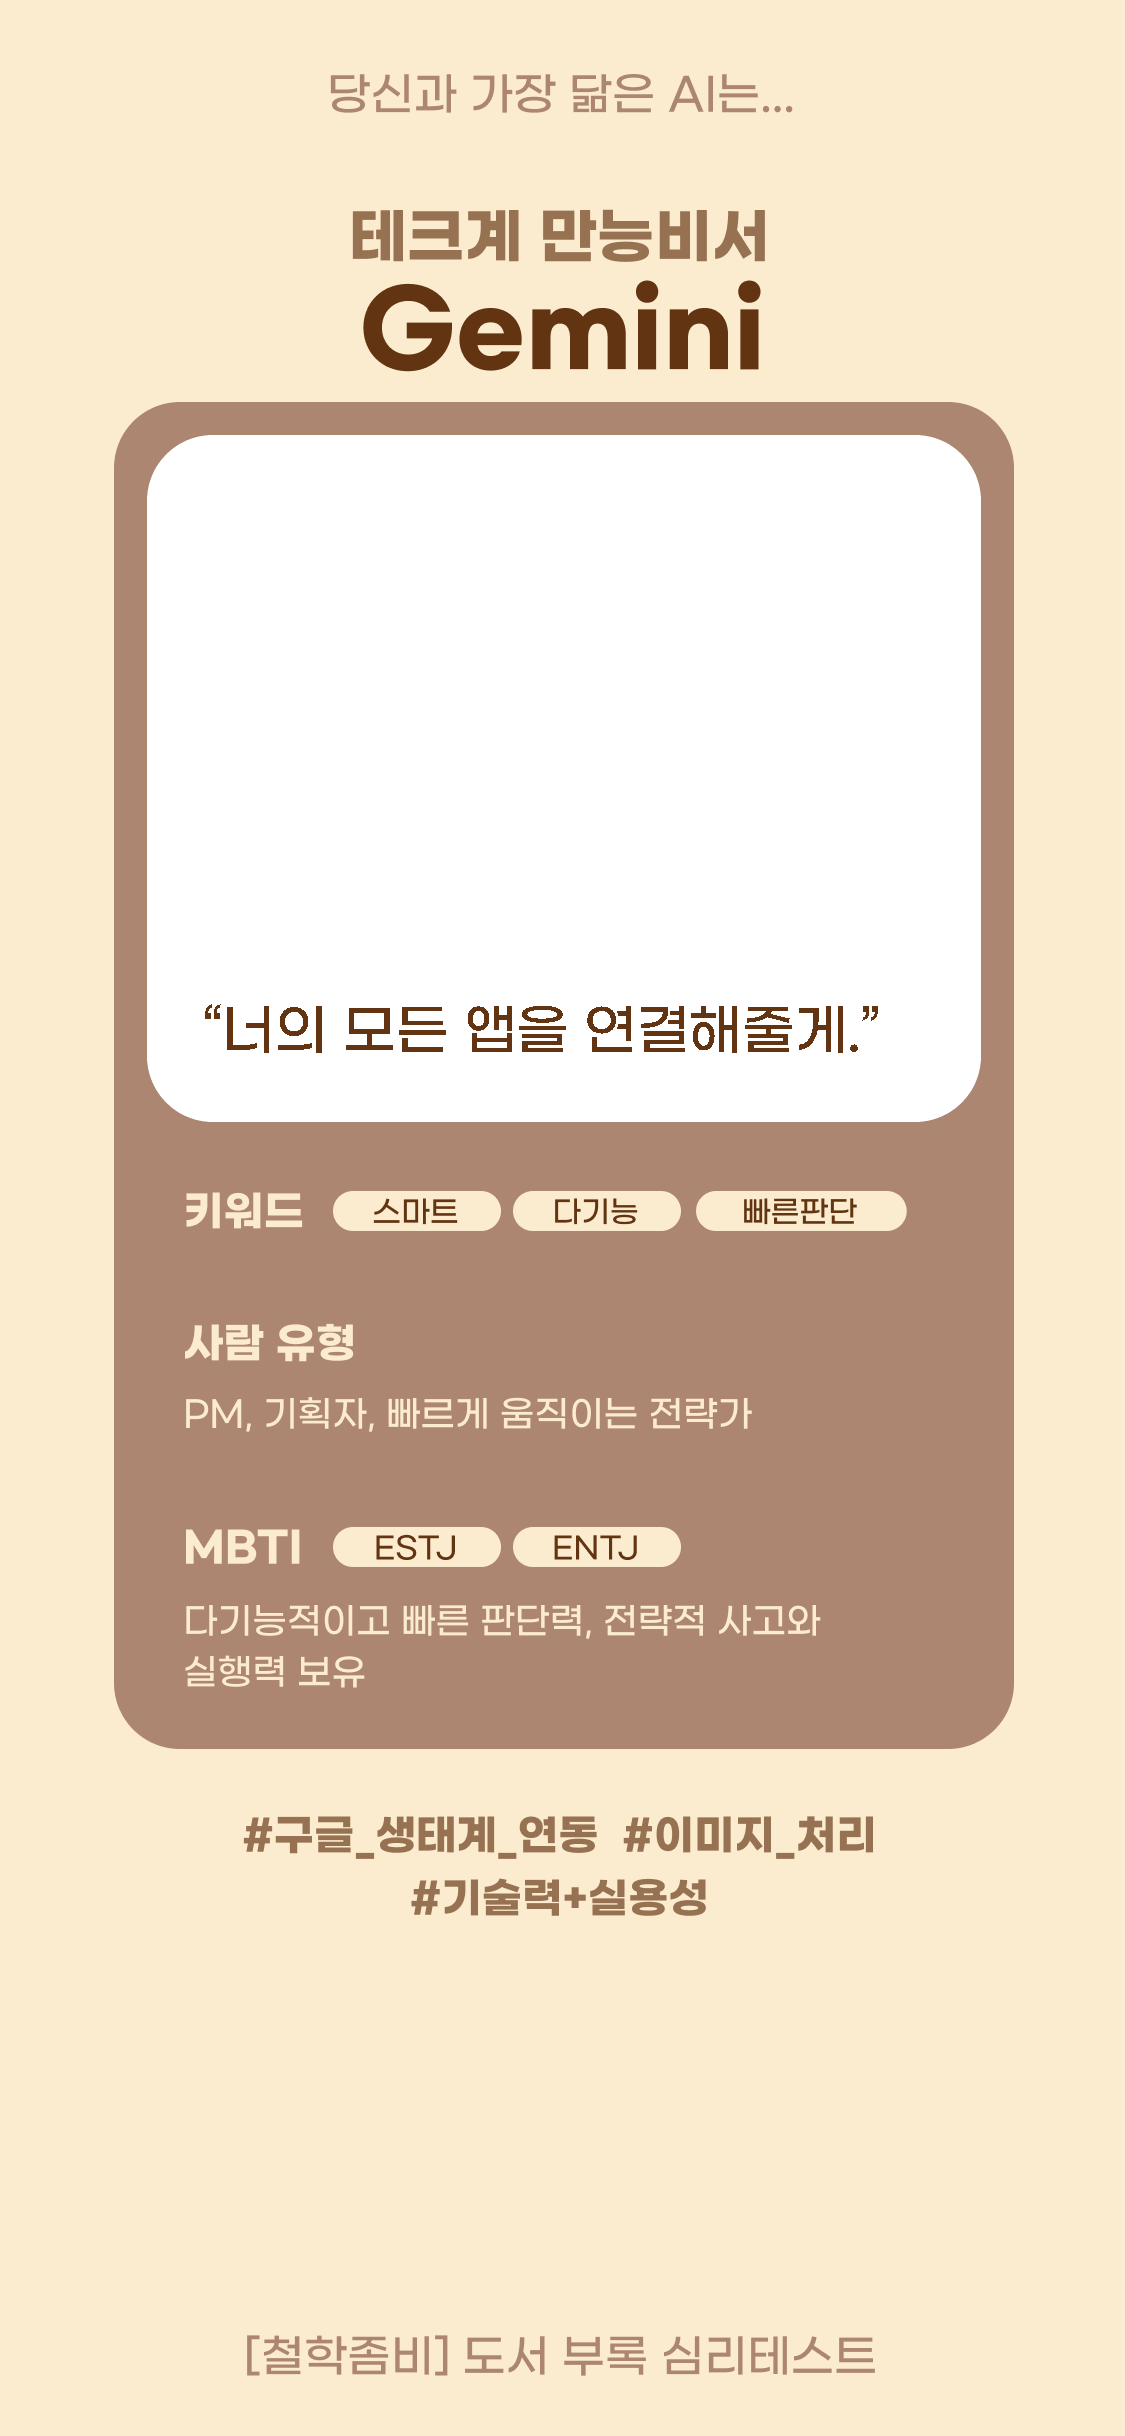 당신과 가장 닮은 AI는...
테크계 만능비서
Gemini
“너의 모든 앱을 연결해줄게.”
키워드 스마트 다기능 빠른판단
사람 유형
PM, 기획자, 빠르게 움직이는 전략가
MBTI ESTJ ENTJ
다기능적이고 빠른 판단력, 전략적 사고와
실행력 보유
#구글_생태계_연동 #이미지_처리
#기술력+실용성
[철학좀비] 도서 부록 심리테스트